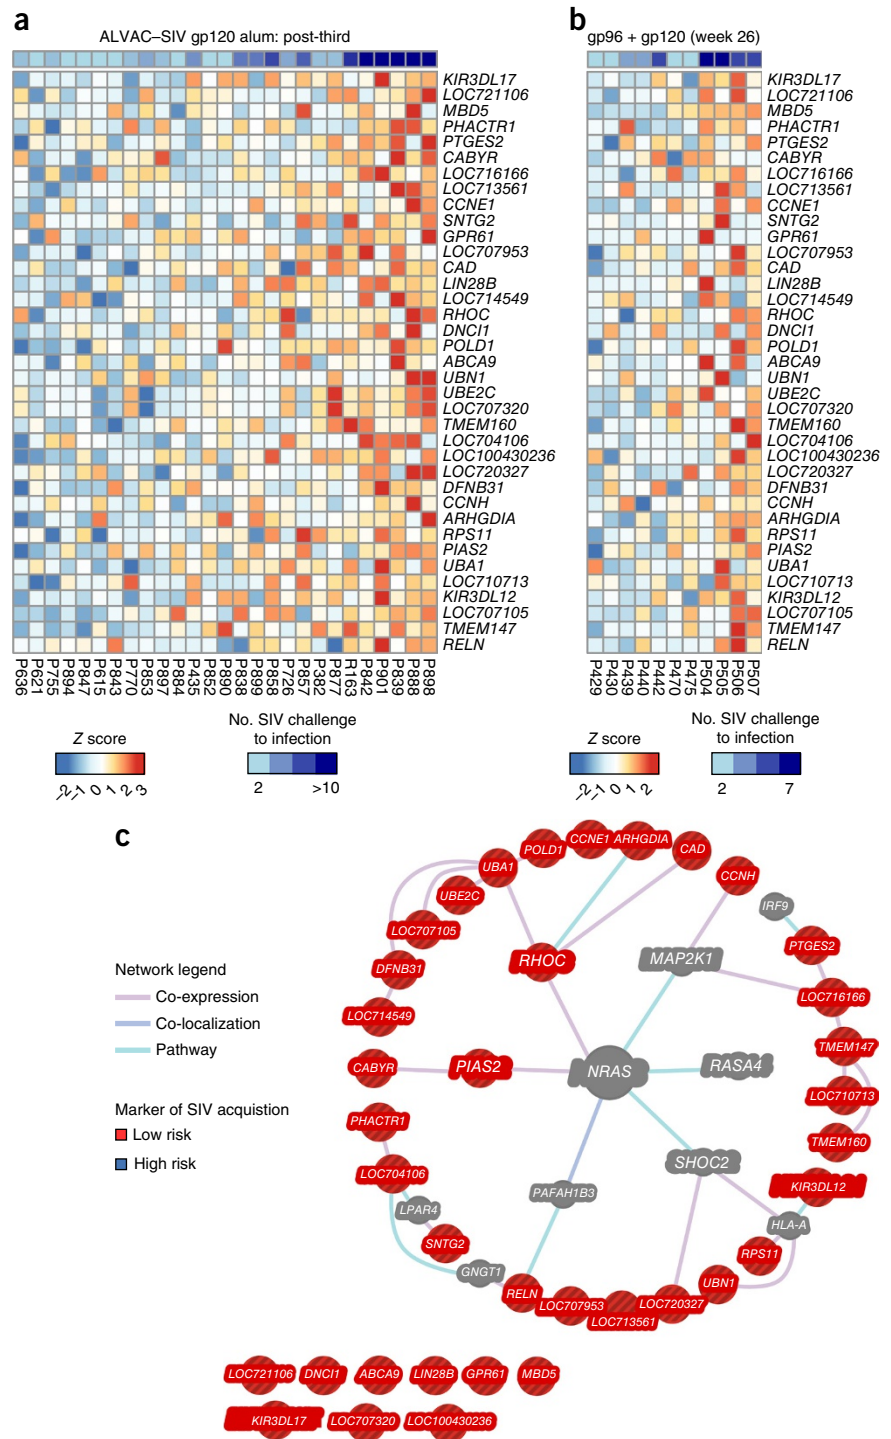 a
ALVAC–SIV gp120 alum: post-third
KIR3DL17
LOC721106
MBD5
PHACTR1
PTGES2
CABYR
LOC716166
LOC713561
CCNE1
SNTG2
GPR61
LOC707953
CAD
LIN28B
LOC714549
RHOC
DNCI1
POLD1
ABCA9
UBN1
UBE2C
LOC707320
TMEM160
LOC704106
LOC100430236
LOC720327
DFNB31
CCNH
ARHGDIA
RPS11
PIAS2
UBA1
LOC710713
KIR3DL12
LOC707105
TMEM147
RELN
P636 P621 P755 P894 P847 P615 P843 P770 P853 P897 P884 P435 P852 P890 P838 P899 P858 P726 P857 P382 P877 R163 P842 P901 P839 P888 P898
Z score
–2 –1 0 1 2 3
No. SIV challenge
to infection
2 >10
b
gp96 + gp120 (week 26)
KIR3DL17
LOC721106
MBD5
PHACTR1
PTGES2
CABYR
LOC716166
LOC713561
CCNE1
SNTG2
GPR61
LOC707953
CAD
LIN28B
LOC714549
RHOC
DNCI1
POLD1
ABCA9
UBN1
UBE2C
LOC707320
TMEM160
LOC704106
LOC100430236
LOC720327
DFNB31
CCNH
ARHGDIA
RPS11
PIAS2
UBA1
LOC710713
KIR3DL12
LOC707105
TMEM147
RELN
P429 P430 P439 P440 P442 P470 P475 P504 P505 P506 P507
Z score
–2 –1 0 1 2
No. SIV challenge
to infection
2 7
c
Network legend
Co-expression
Co-localization
Pathway
Marker of SIV acquistion
Low risk
High risk
CCNE1
ARHGDIA
POLD1
CAD
UBA1
CCNH
UBE2C
IRF9
LOC707105
PTGES2
RHOC
MAP2K1
DFNB31
LOC716166
LOC714549
TMEM147
CABYR
PIAS2
NRAS
RASA4
LOC710713
PHACTR1
TMEM160
LOC704106
SHOC2
KIR3DL12
PAFAH1B3
LPAR4
HLA-A
SNTG2
RPS11
GNGT1
UBN1
RELN
LOC707953
LOC720327
LOC713561
LOC721106
DNCI1
ABCA9
LIN28B
GPR61
MBD5
KIR3DL17
LOC707320
LOC100430236